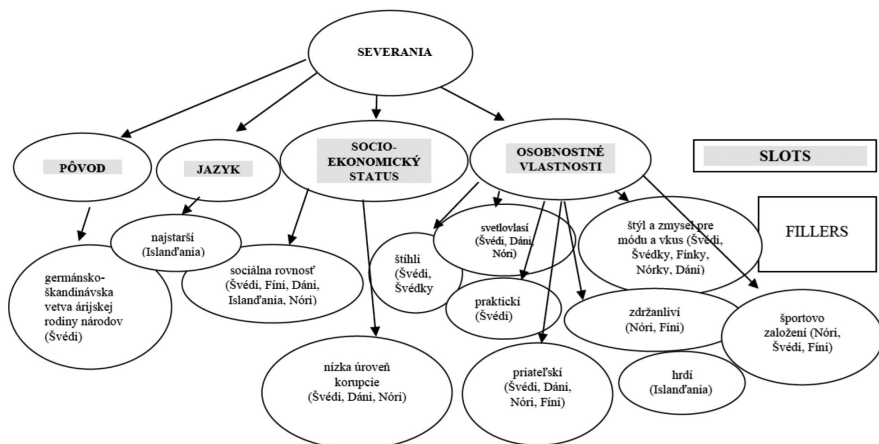 SEVERANIA
PÔVOD
JAZYK
SOCIO-
EKONOMICKÝ
STATUS
OSOBNOSTNÉ
VLASTNOSTI
SLOTS
FILLERS
germánsko-
škandinávska
vetva árijskej
rodiny národov
(Švédi)
najstarší
(Islanďania)
sociálna rovnosť
(Švédi, Fíni, Dáni,
Islanďania, Nóri)
nízka úroveň
korupcie
(Švédi, Dáni, Nóri)
štíhli
(Švédi,
Švédky
svetlovlasí
(Švédi, Dáni,
Nóri)
praktickí
(Švédi)
priateľskí
(Švédi, Dáni,
Nóri, Fíni)
štýl a zmysel pre
módu a vkus (Švédi,
Švédky, Fínky,
Nórky, Dáni)
zdržanliví
(Nóri, Fíni)
hrdí
(Islanďania)
športovo
založení (Nóri,
Švédi, Fíni)